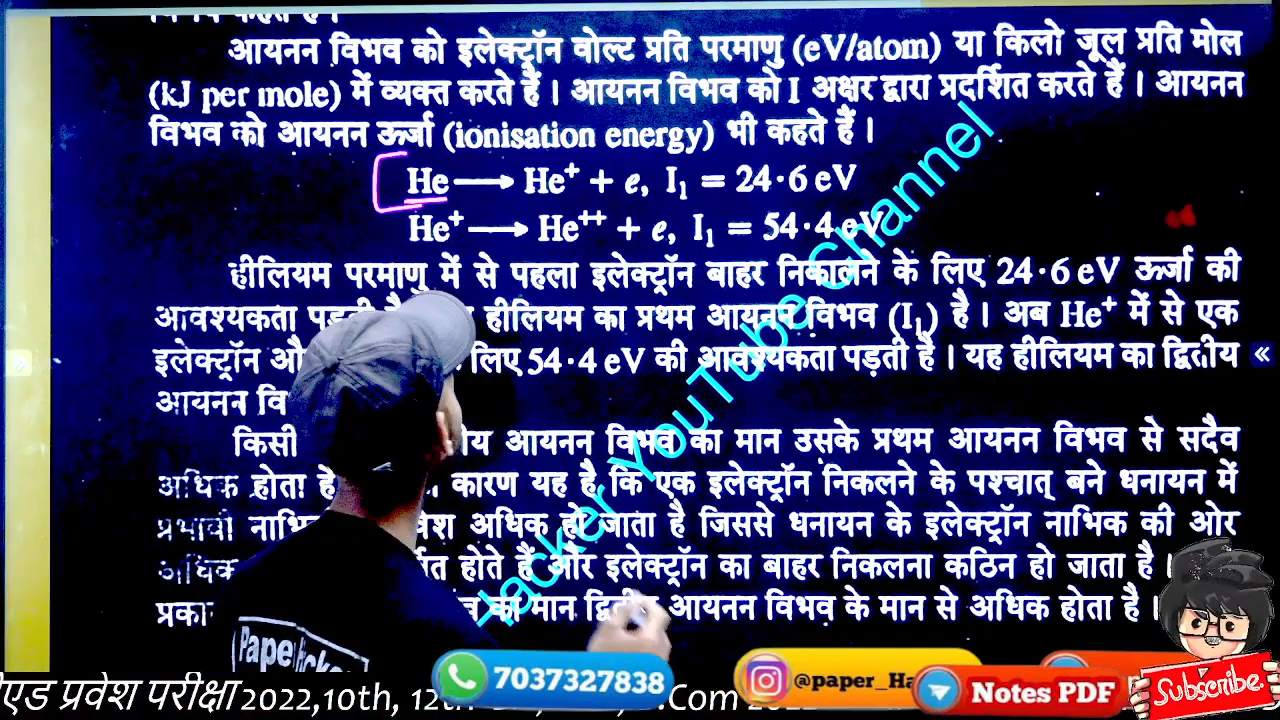 आयनन विभव को इलेक्ट्रॉन वोल्ट प्रति परमाणु (eV/atom) या किलो जूल प्रति मोल
(kJ per mole) में व्यक्त करते हैं । आयनन विभव को I अक्षर द्वारा प्रदर्शित करते हैं । आयनन
विभव को आयनन ऊर्जा (ionisation energy) भी कहते हैं ।
He ⟶ He⁺ + e, I₁ = 24·6 eV
He⁺ ⟶ He⁺⁺ + e, I₁ = 54·4 eV
हीलियम परमाणु में से पहला इलेक्ट्रॉन बाहर निकालने के लिए 24·6 eV ऊर्जा की
आवश्यकता हीलियम का प्रथम आयनन विभव (I₁) है । अब He⁺ में से एक
इलेक्ट्रॉन लिए 54·4 eV की आवश्यकता पड़ती है । यह हीलियम का द्वितीय «
आयनन वि
किसी आयनन विभव का मान उसके प्रथम आयनन विभव से सदैव
अधिक होता है कारण यह है कि एक इलेक्ट्रॉन निकलने के पश्चात् बने धनायन में
प्रभावी अधिक हो जाता है जिससे धनायन के इलेक्ट्रॉन नाभिक की ओर
अधिक होते हैं और इलेक्ट्रॉन का बाहर निकलना कठिन हो जाता है ।
का मान द्वितीय आयनन विभव के मान से अधिक होता है ।
Hacker YouTube Channel
Paper Hacker
7037327838
@paper_Ha
Notes PDF
Subscribe.
एड प्रवेश परीक्षा 2022,10th, 12t .Com